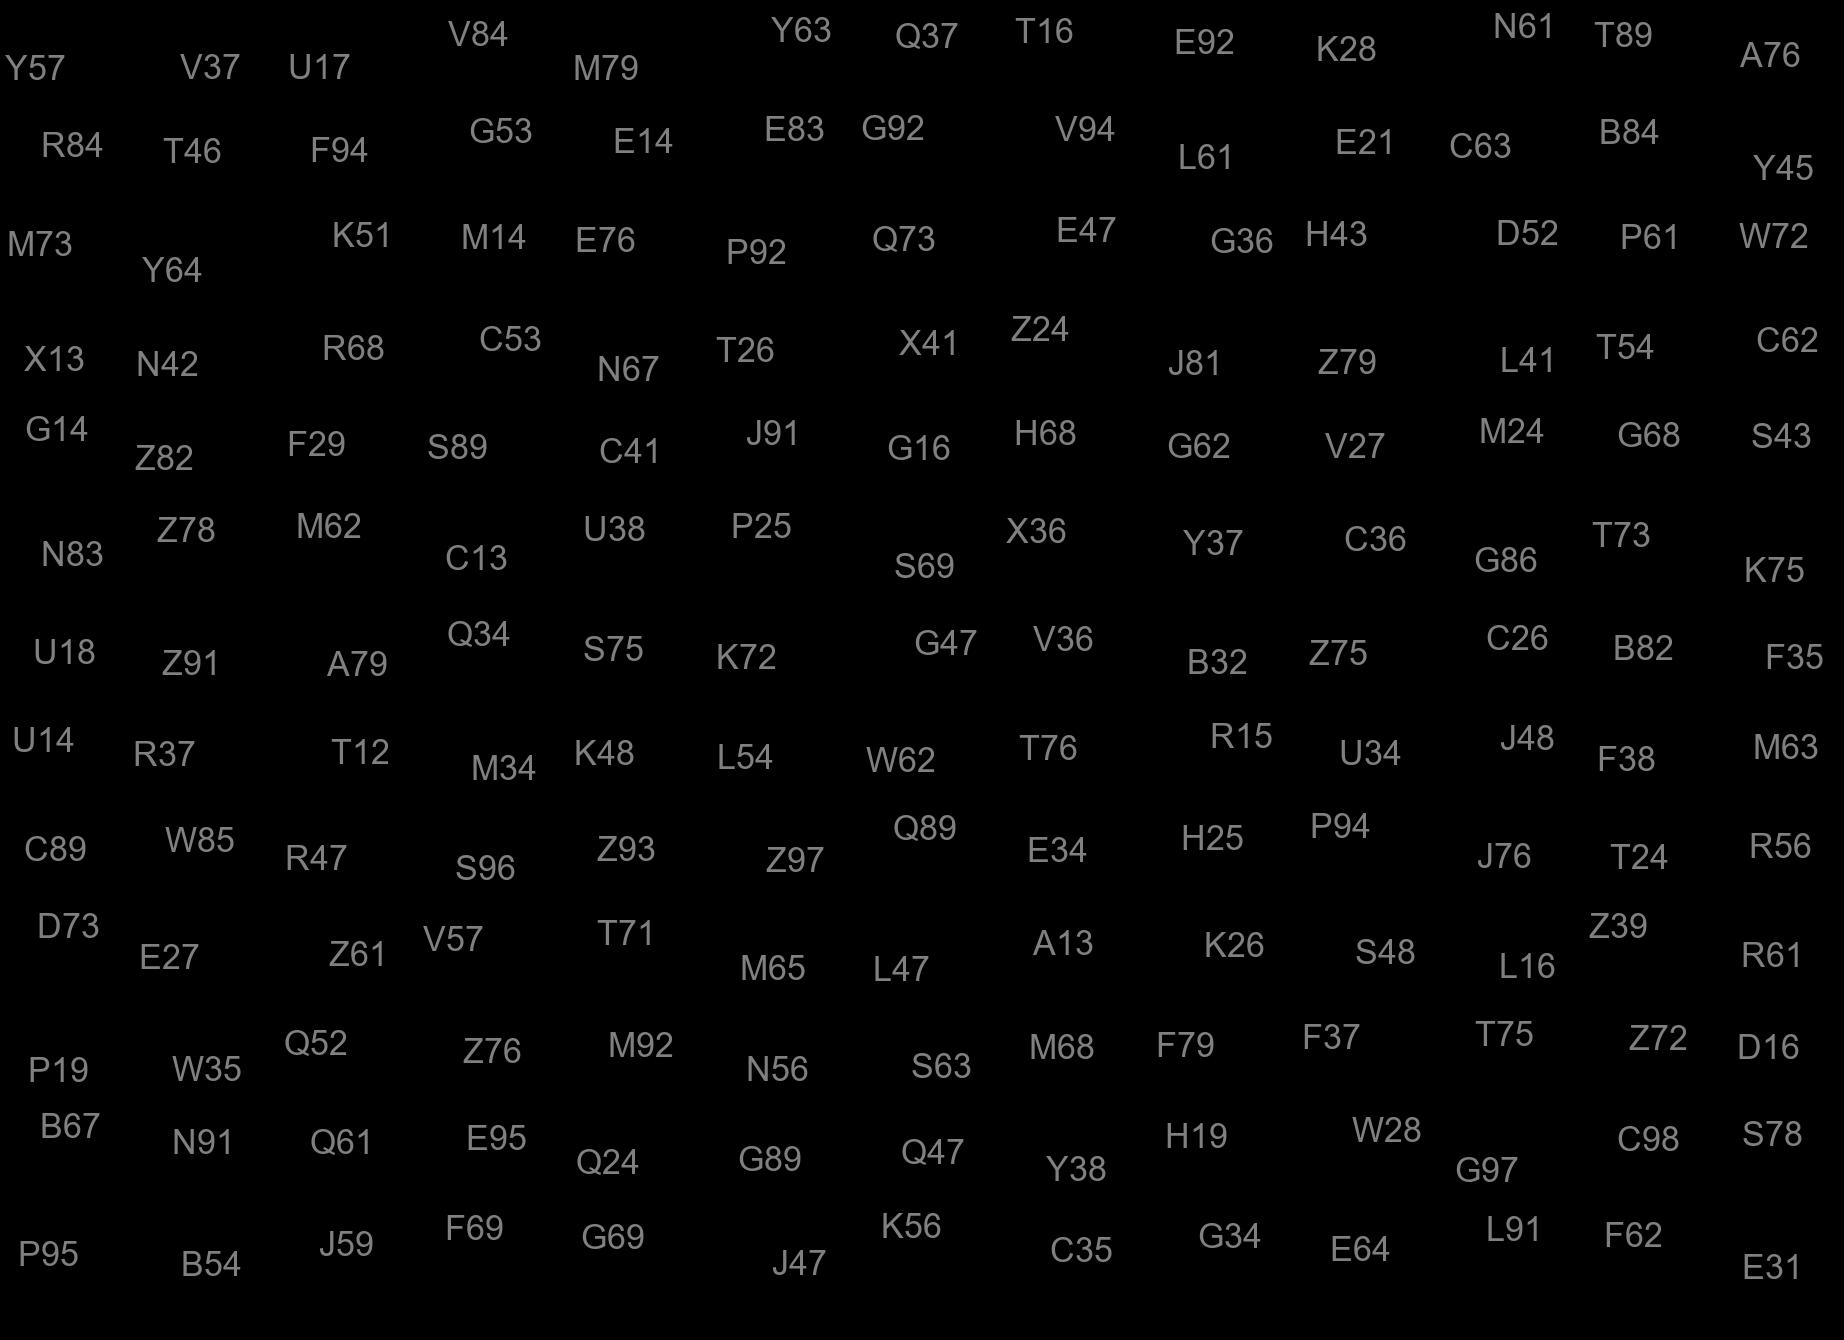 Y57 V37 U17 V84 M79 Y63 Q37 T16 E92 K28 N61 T89 A76
R84 T46 F94 G53 E14 E83 G92 V94 L61 E21 C63 B84 Y45
M73 Y64 K51 M14 E76 P92 Q73 E47 G36 H43 D52 P61 W72
X13 N42 R68 C53 N67 T26 X41 Z24 J81 Z79 L41 T54 C62
G14 Z82 F29 S89 C41 J91 G16 H68 G62 V27 M24 G68 S43
N83 Z78 M62 C13 U38 P25 S69 X36 Y37 C36 G86 T73 K75
U18 Z91 A79 Q34 S75 K72 G47 V36 B32 Z75 C26 B82 F35
U14 R37 T12 M34 K48 L54 W62 T76 R15 U34 J48 F38 M63
C89 W85 R47 S96 Z93 Z97 Q89 E34 H25 P94 J76 T24 R56
D73 E27 Z61 V57 T71 M65 L47 A13 K26 S48 L16 Z39 R61
P19 W35 Q52 Z76 M92 N56 S63 M68 F79 F37 T75 Z72 D16
B67 N91 Q61 E95 Q24 G89 Q47 Y38 H19 W28 G97 C98 S78
P95 B54 J59 F69 G69 J47 K56 C35 G34 E64 L91 F62 E31